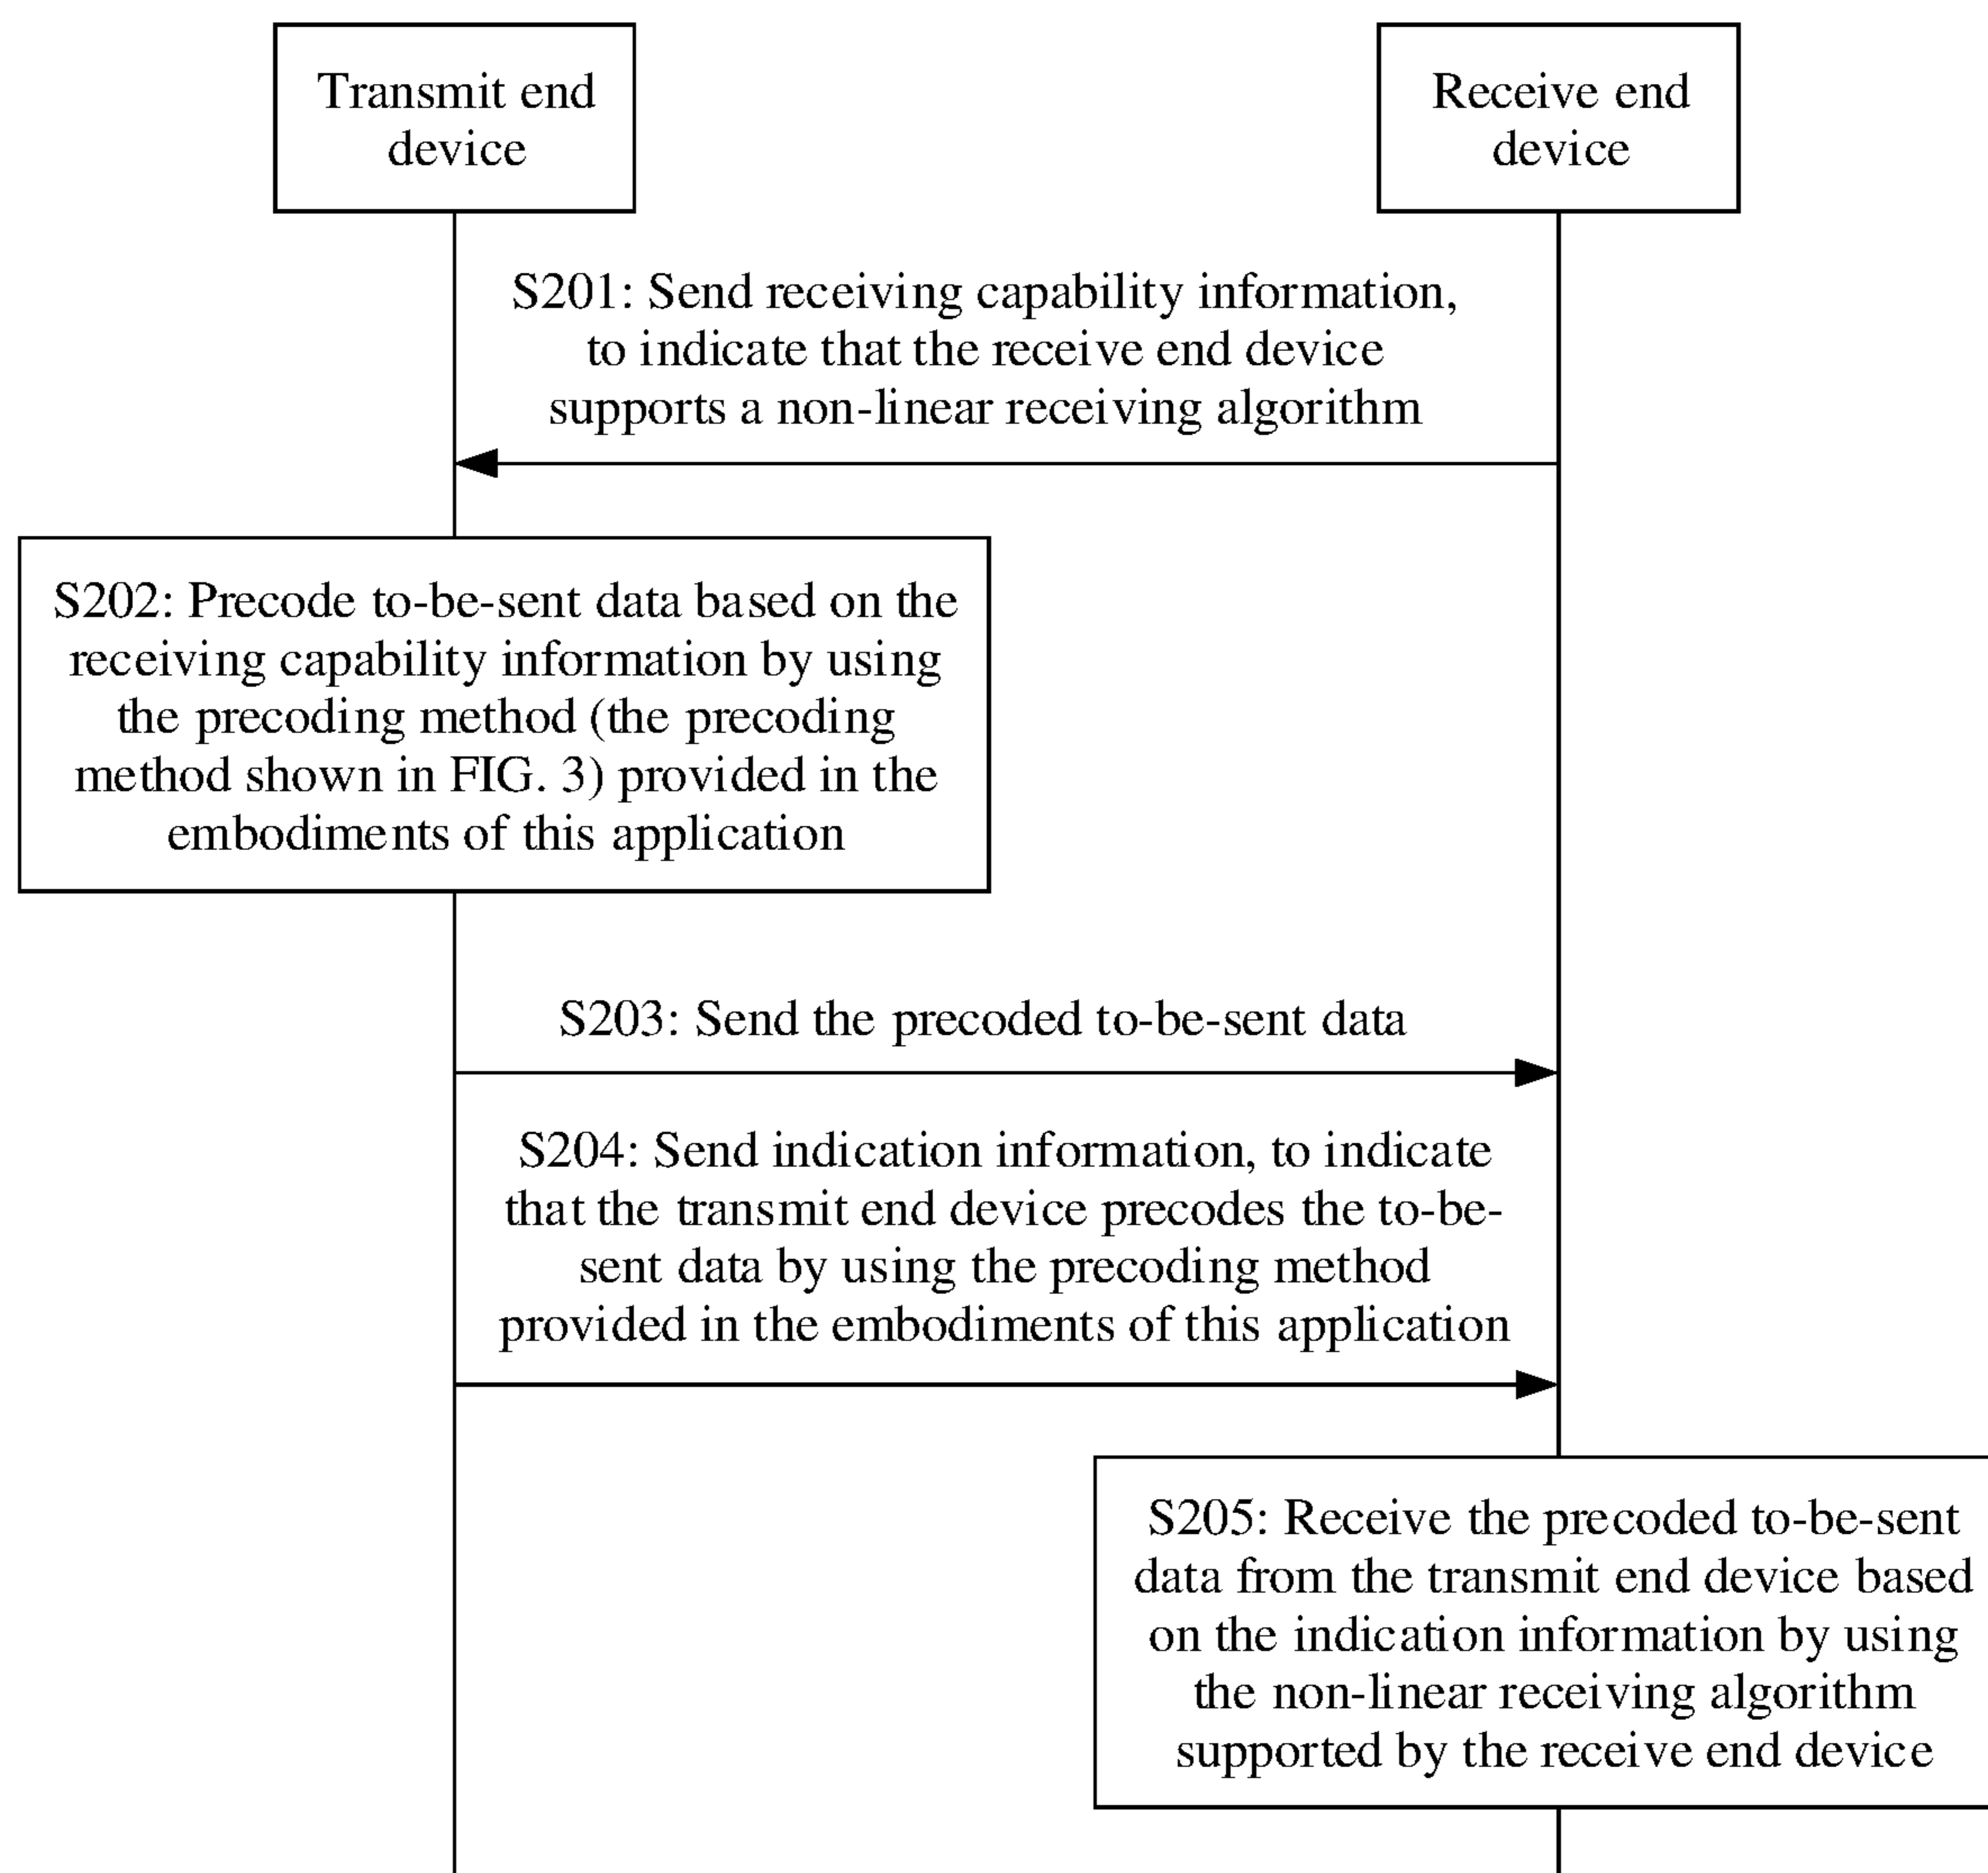 Transmit end
device
Receive end
device
S201: Send receiving capability information,
to indicate that the receive end device
supports a non-linear receiving algorithm
S202: Precode to-be-sent data based on the
receiving capability information by using
the precoding method (the precoding
method shown in FIG. 3) provided in the
embodiments of this application
S203: Send the precoded to-be-sent data
S204: Send indication information, to indicate
that the transmit end device precodes the to-be-
sent data by using the precoding method
provided in the embodiments of this application
S205: Receive the precoded to-be-sent
data from the transmit end device based
on the indication information by using
the non-linear receiving algorithm
supported by the receive end device